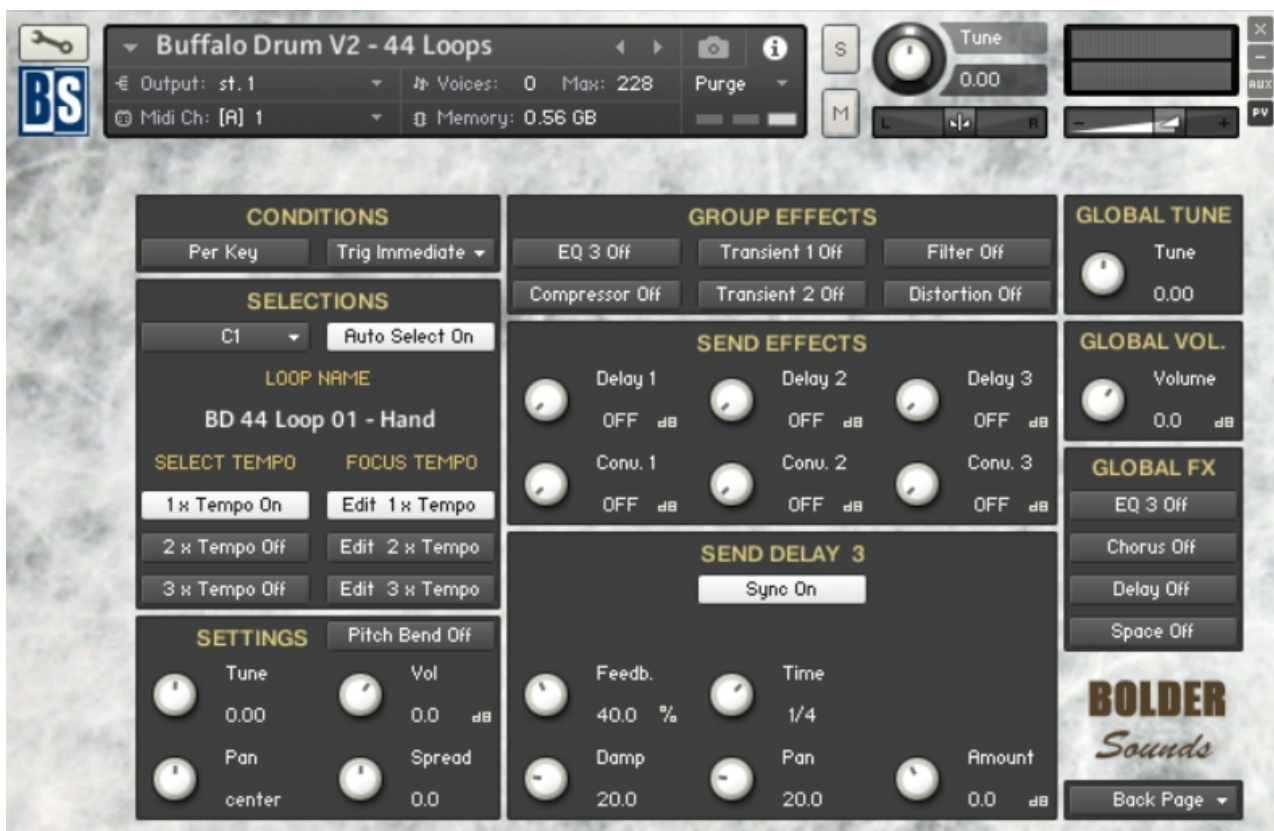 Buffalo Drum V2 - 44 Loops
Output: st.1
Voices: 0 Max: 228
Purge
Midi Ch: [A] 1
Memory: 0.56 GB
S
M
Tune
0.00
L
R
-
+
×
-
AUX
PV
BS
CONDITIONS
Per Key
Trig Immediate
SELECTIONS
C1
Auto Select On
LOOP NAME
BD 44 Loop 01 - Hand
SELECT TEMPO
FOCUS TEMPO
1 x Tempo On
Edit 1 x Tempo
2 x Tempo Off
Edit 2 x Tempo
3 x Tempo Off
Edit 3 x Tempo
SETTINGS
Pitch Bend Off
Tune
0.00
Vol
0.0 dB
Pan
center
Spread
0.0
GROUP EFFECTS
EQ 3 Off
Transient 1 Off
Filter Off
Compressor Off
Transient 2 Off
Distortion Off
SEND EFFECTS
Delay 1
OFF dB
Delay 2
OFF dB
Delay 3
OFF dB
Conv. 1
OFF dB
Conv. 2
OFF dB
Conv. 3
OFF dB
SEND DELAY 3
Sync On
Feedb.
40.0 %
Time
1/4
Damp
20.0
Pan
20.0
Amount
0.0 dB
GLOBAL TUNE
Tune
0.00
GLOBAL VOL.
Volume
0.0 dB
GLOBAL FX
EQ 3 Off
Chorus Off
Delay Off
Space Off
BOLDER
Sounds
Back Page